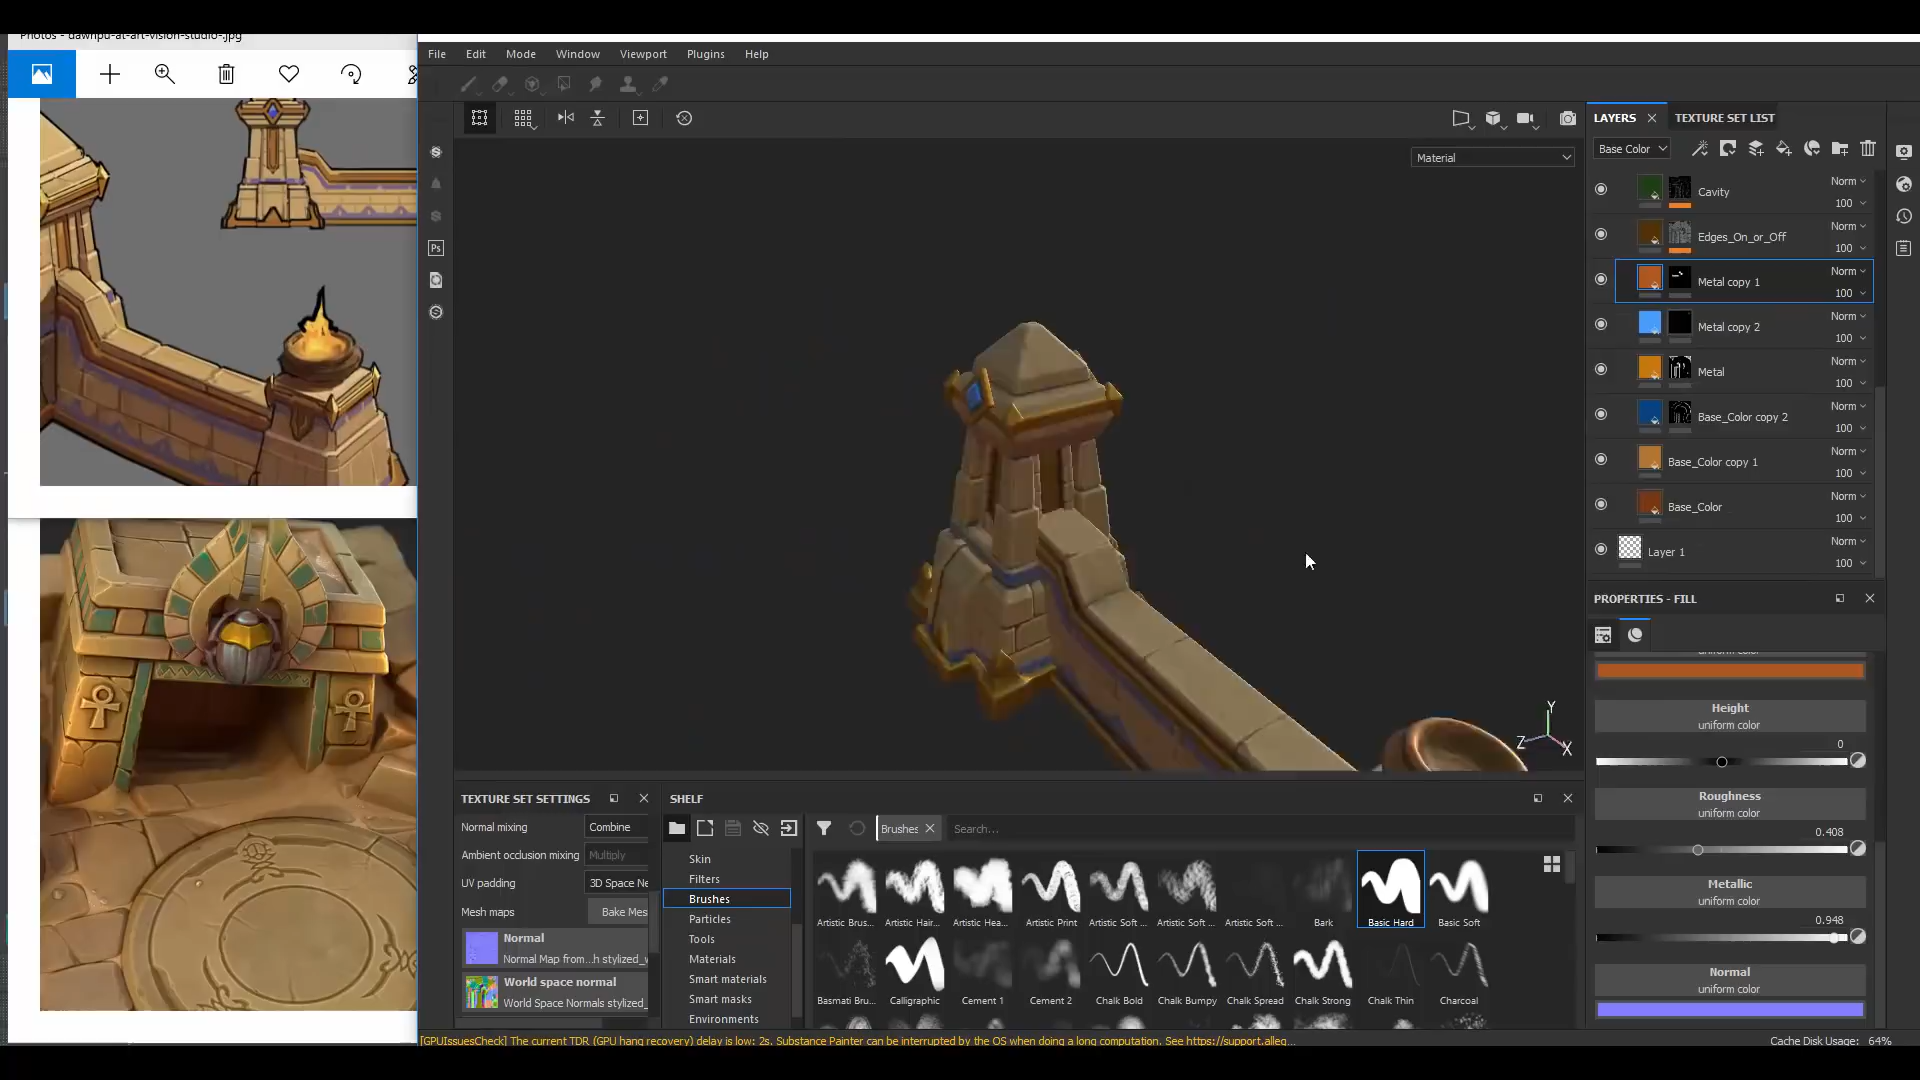 Photos - dawnpu-at-art-vision-studio-.jpg
File Edit Mode Window Viewport Plugins Help
Material
LAYERS TEXTURE SET LIST
Base Color
Cavity Norm 100
Edges_On_or_Off Norm 100
Metal copy 1 Norm 100
Metal copy 2 Norm 100
Metal Norm 100
Base_Color copy 2 Norm 100
Base_Color copy 1 Norm 100
Base_Color Norm 100
Layer 1 Norm 100
PROPERTIES - FILL
uniform color
Height
uniform color
0
Roughness
uniform color
0.408
Metallic
uniform color
0.948
Normal
uniform color
Ps
Y
Z X
TEXTURE SET SETTINGS
Normal mixing Combine
Ambient occlusion mixing Multiply
UV padding 3D Space Ne
Mesh maps Bake Mes
Normal
Normal Map from...h stylized_v
World space normal
World Space Normals stylized_
SHELF
Brushes Search...
Skin
Filters
Brushes
Particles
Tools
Materials
Smart materials
Smart masks
Environments
Artistic Brus... Artistic Hair... Artistic Hea... Artistic Print Artistic Soft ... Artistic Soft ... Artistic Soft ... Bark Basic Hard Basic Soft
Basmati Bru... Calligraphic Cement 1 Cement 2 Chalk Bold Chalk Bumpy Chalk Spread Chalk Strong Chalk Thin Charcoal
[GPUIssuesCheck] The current TDR (GPU hang recovery) delay is low: 2s. Substance Painter can be interrupted by the OS when doing a long computation. See https://support.alleg...
Cache Disk Usage: 64%